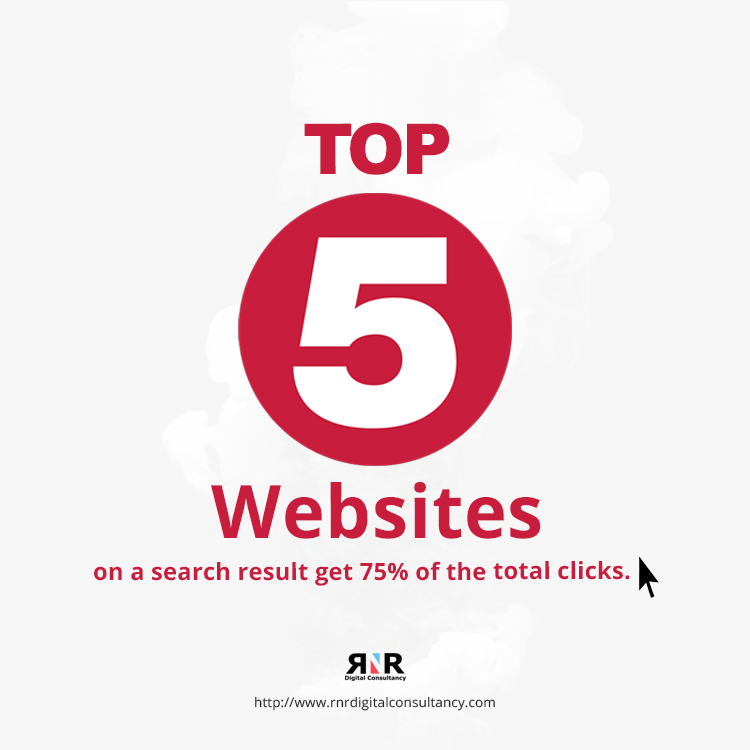 TOP
5
Websites
on a search result get 75% of the total clicks.
RNR
Digital Consultancy
http://www.rnrdigitalconsultancy.com